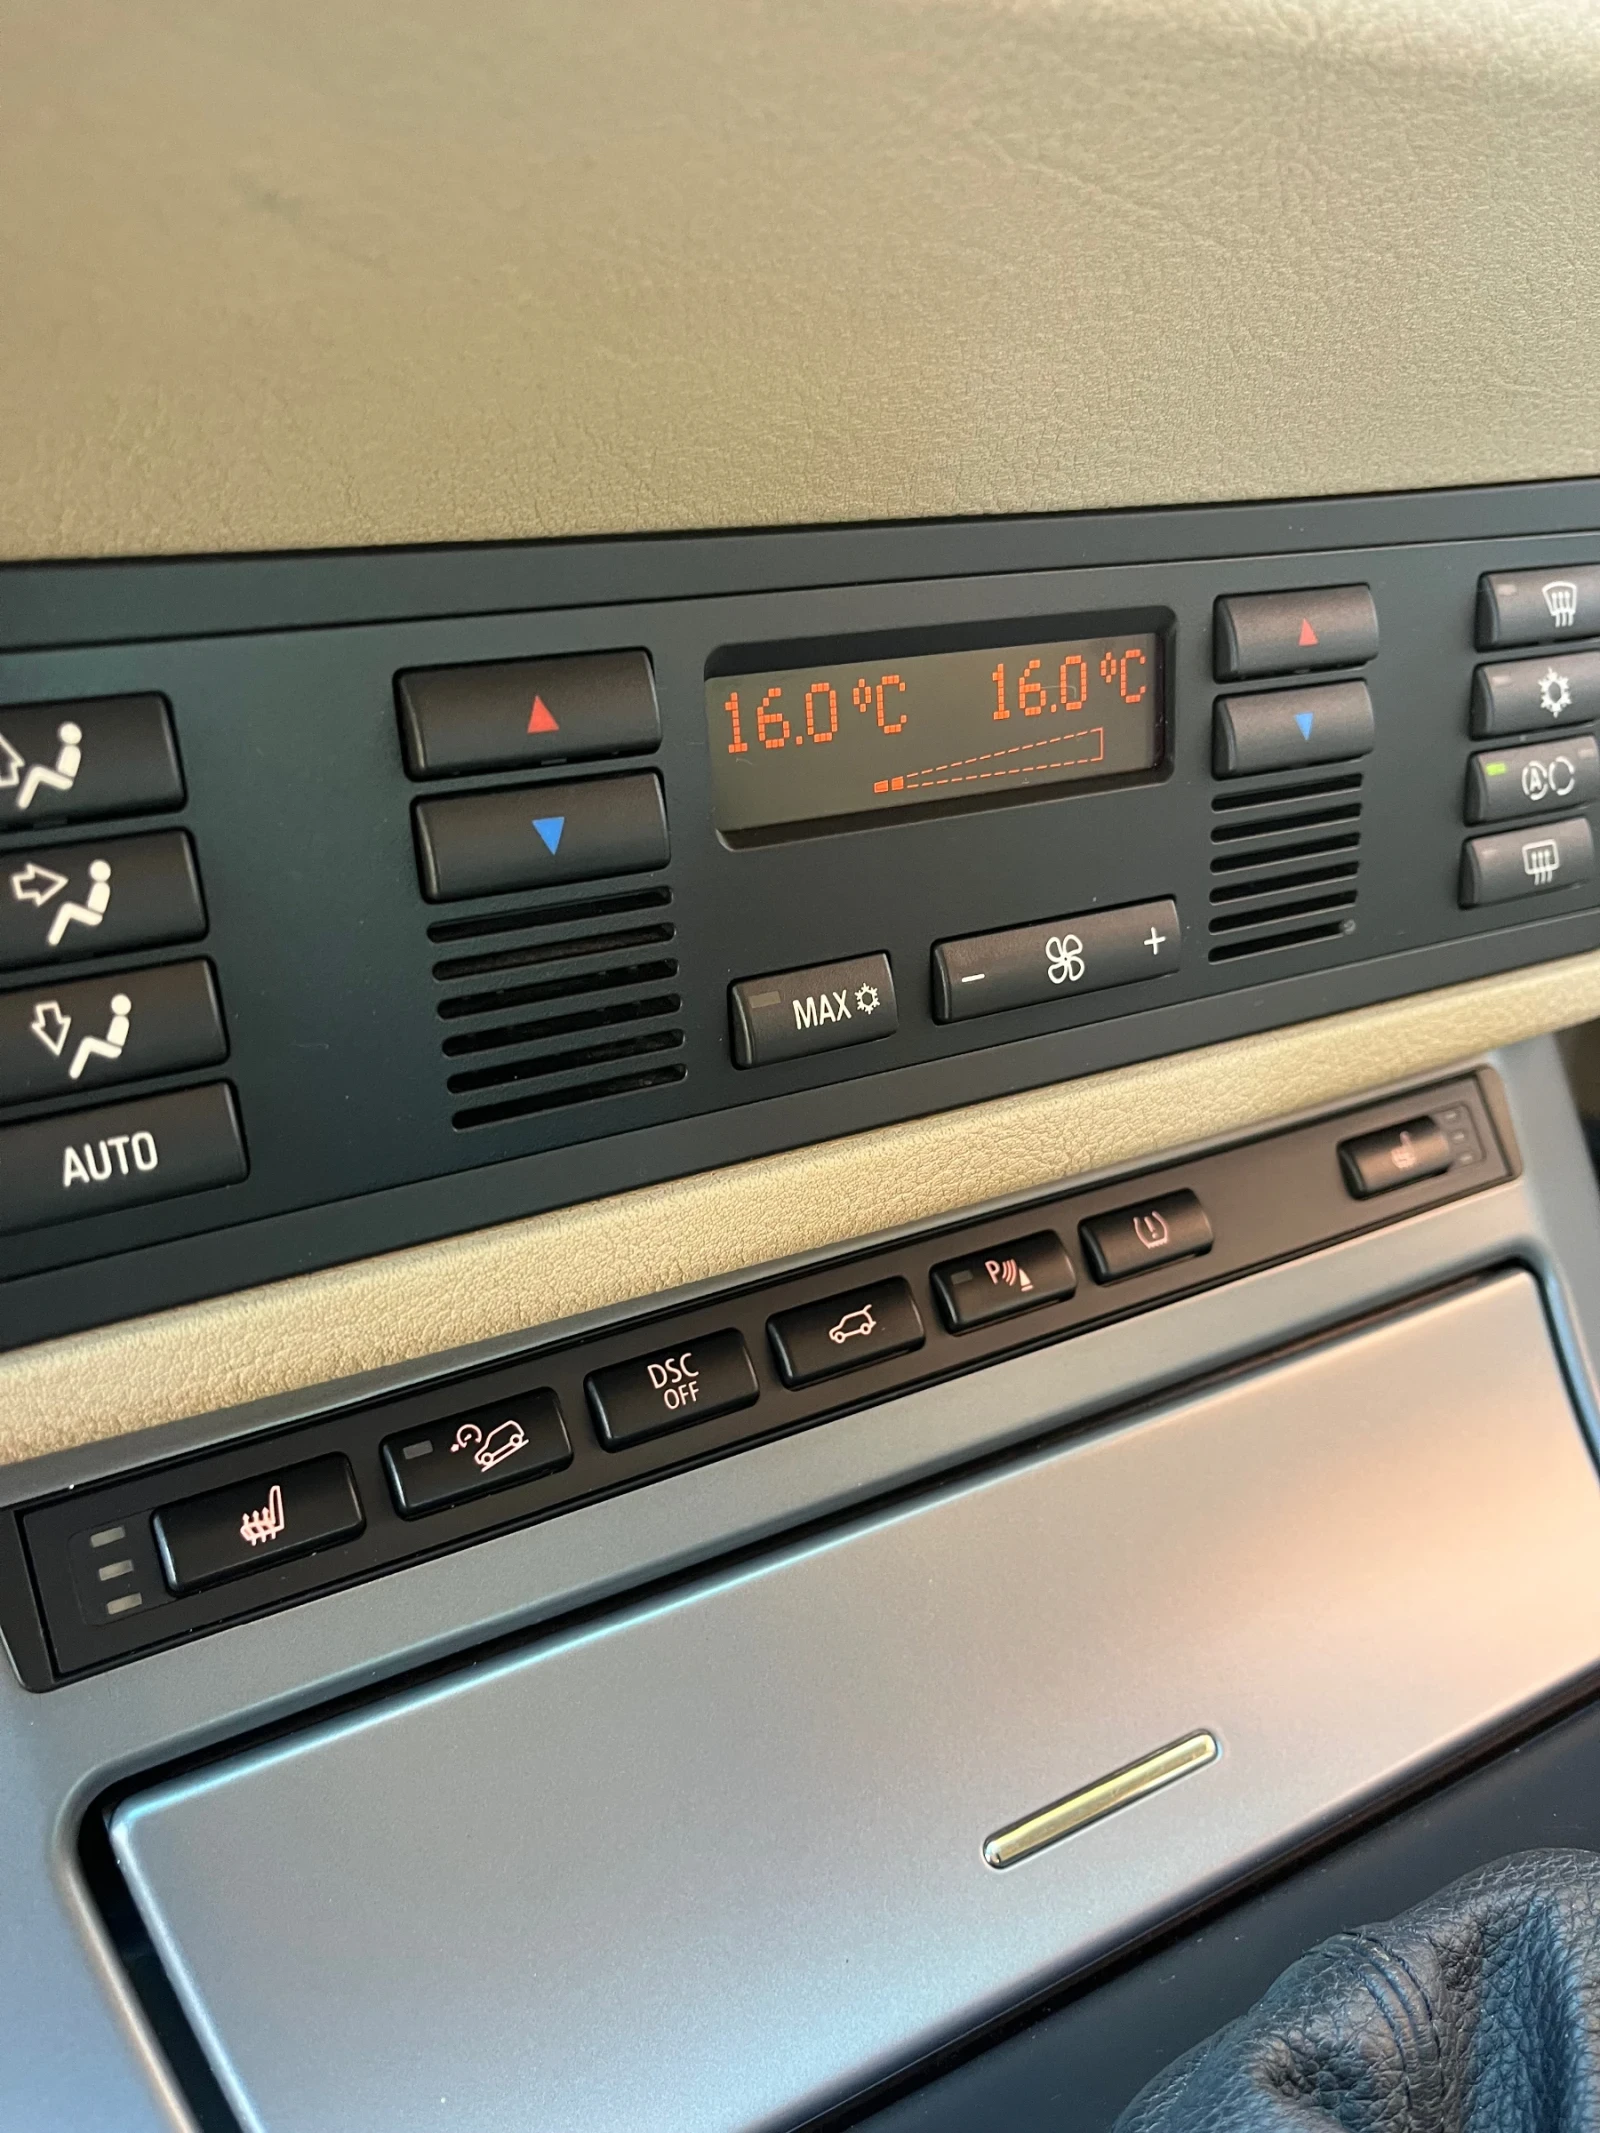 16.0°C 16.0°C
A
MAX
- +
AUTO
DSC
OFF
P